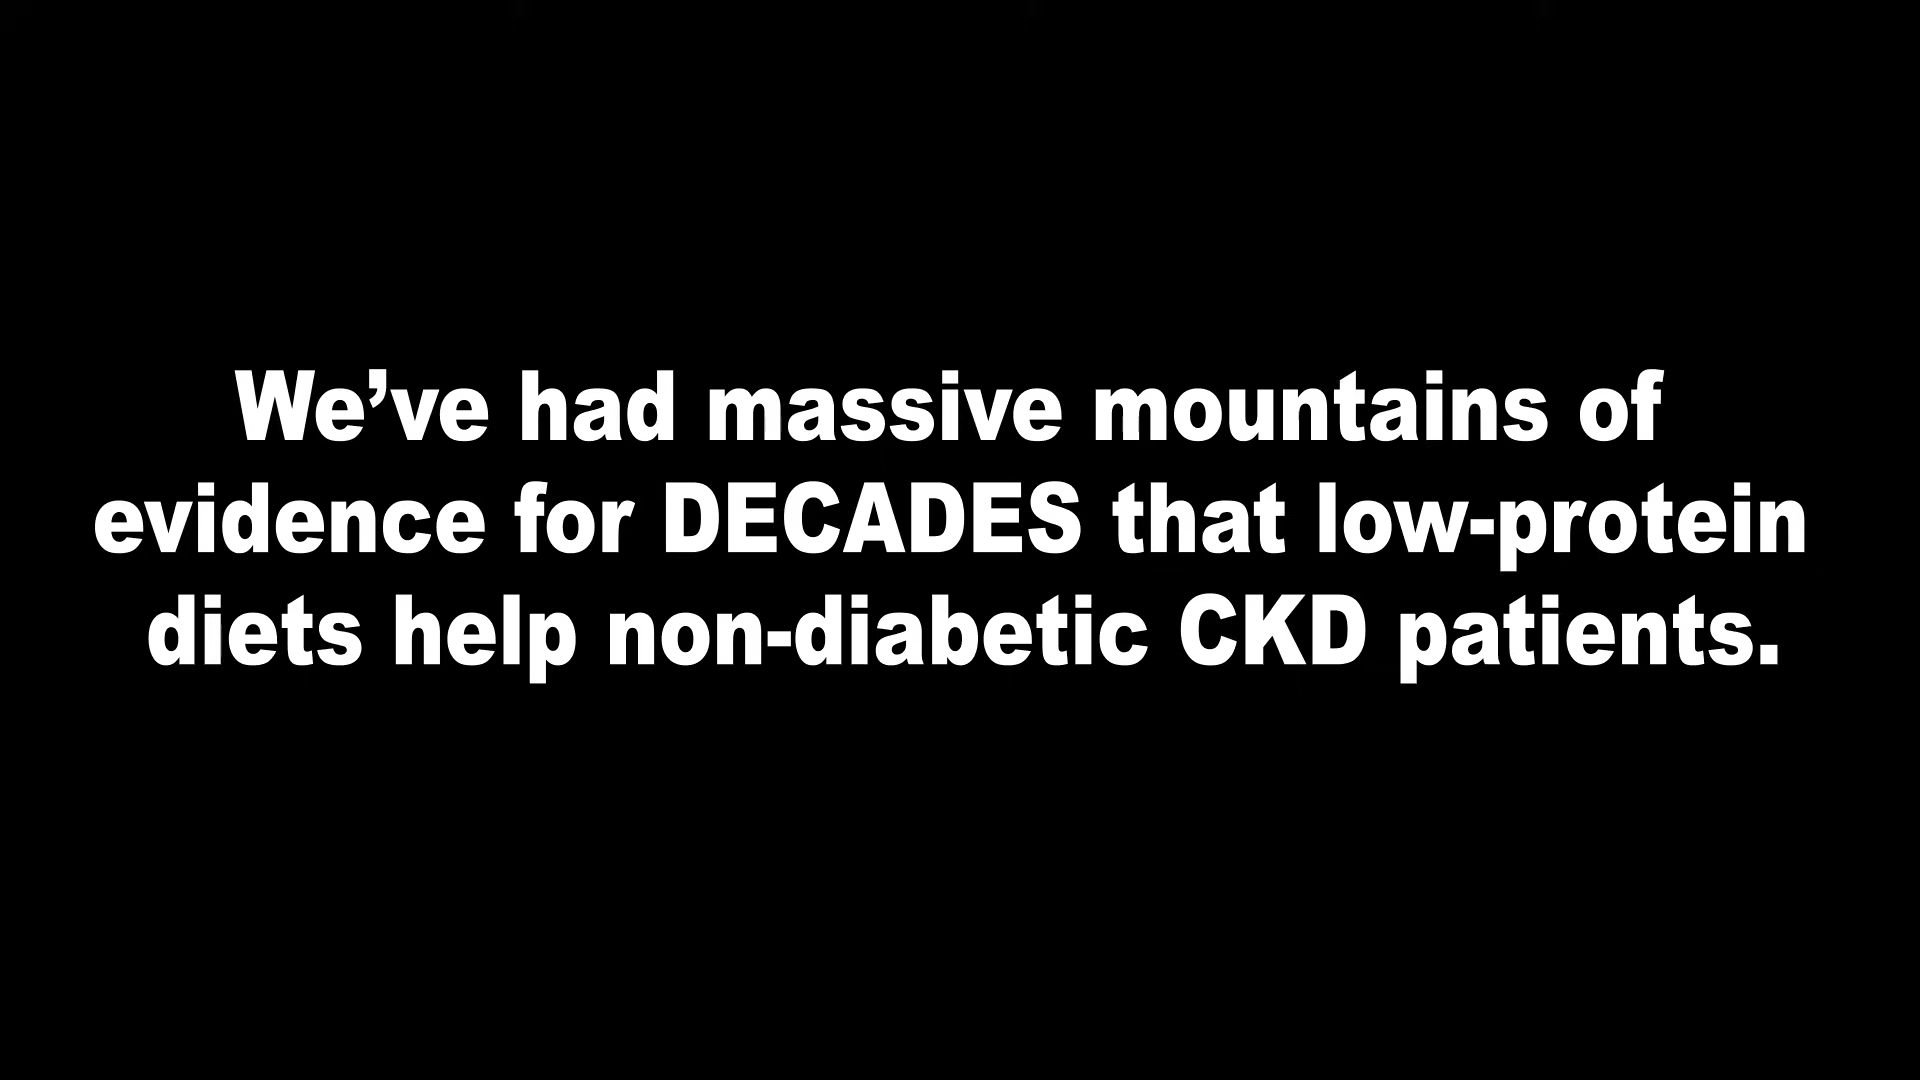 We’ve had massive mountains of
evidence for DECADES that low-protein
diets help non-diabetic CKD patients.